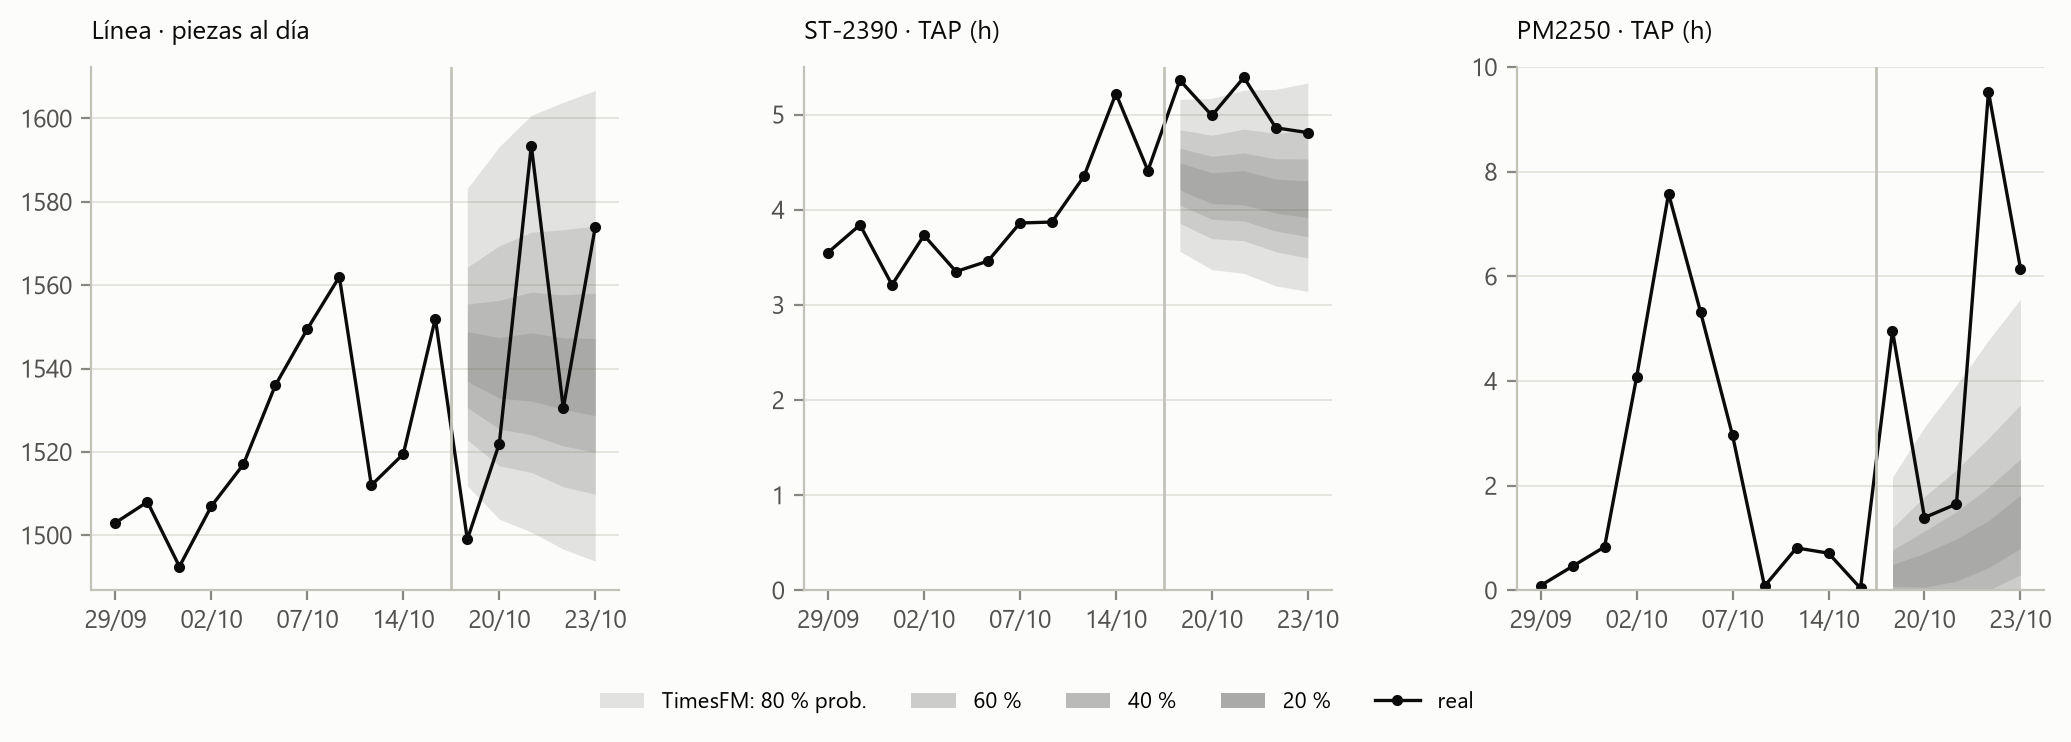 Línea · piezas al día
1600
1580
1560
1540
1520
1500
29/09 02/10 07/10 14/10 20/10 23/10
ST-2390 · TAP (h)
5
4
3
2
1
0
29/09 02/10 07/10 14/10 20/10 23/10
PM2250 · TAP (h)
10
8
6
4
2
0
29/09 02/10 07/10 14/10 20/10 23/10
TimesFM: 80 % prob. 60 % 40 % 20 % real